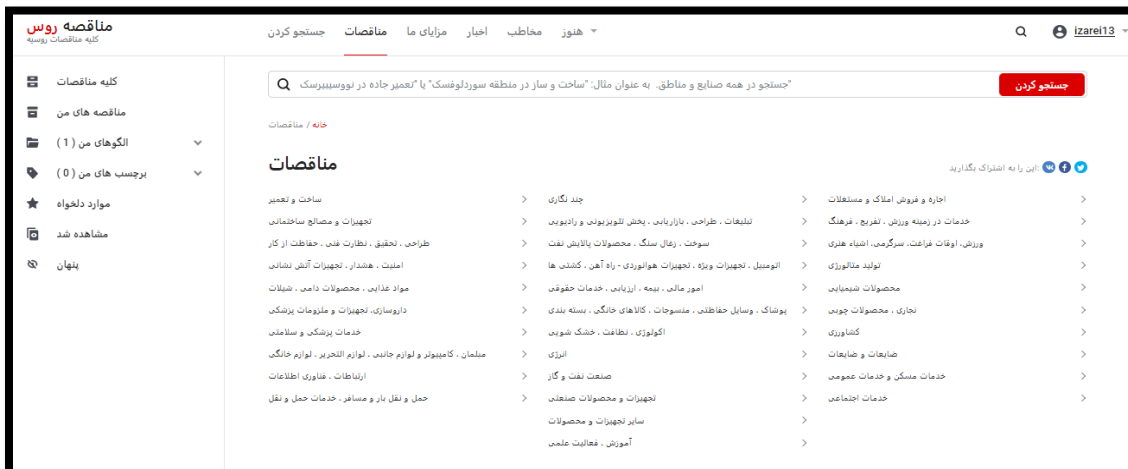 مناقصه روس
کلیه مناقصات روسیه
جستجو کردن
مناقصات
مزایای ما
اخبار
مخاطب
هنوز
izarei13
کلیه مناقصات
مناقصه های من
الگوهای من ( 1 )
برچسب های من ( 0 )
موارد دلخواه
مشاهده شد
پنهان
"جستجو در همه صنایع و مناطق. به عنوان مثال: "ساخت و ساز در منطقه سوردلوفسک" یا "تعمیر جاده در نووسیبیرسک
جستجو کردن
خانه / مناقصات
مناقصات
این را به اشتراک بگذارید:
ساخت و تعمیر
تجهیزات و مصالح ساختمانی
طراحی ، تحقیق ، نظارت فنی ، حفاظت از کار
امنیت ، هشدار ، تجهیزات آتش نشانی
مواد غذایی ، محصولات دامی ، شیلات
داروسازی، تجهیزات و ملزومات پزشکی
خدمات پزشکی و سلامتی
مبلمان ، کامپیوتر و لوازم جانبی ، لوازم التحریر ، لوازم خانگی
ارتباطات ، فناوری اطلاعات
حمل و نقل بار و مسافر ، خدمات حمل و نقل
چند نگاری
تبلیغات ، طراحی ، بازاریابی ، پخش تلویزیونی و رادیویی
سوخت ، زغال سنگ ، محصولات پالایش نفت
اتومبیل ، تجهیزات ویژه ، تجهیزات هوانوردی - راه آهن ، کشتی ها
امور مالی ، بیمه ، ارزیابی ، خدمات حقوقی
پوشاک ، وسایل حفاظتی ، منسوجات ، کالاهای خانگی ، بسته بندی
اکولوژی ، نظافت ، خشک شویی
انرژی
صنعت نفت و گاز
تجهیزات و محصولات صنعتی
سایر تجهیزات و محصولات
آموزش ، فعالیت علمی
اجاره و فروش املاک و مستغلات
خدمات در زمینه ورزش ، تفریح ، فرهنگ
ورزش، اوقات فراغت، سرگرمی، اشیاء هنری
تولید متالورژی
محصولات شیمیایی
نجاری ، محصولات چوبی
کشاورزی
ضایعات و ضایعات
خدمات مسکن و خدمات عمومی
خدمات اجتماعی